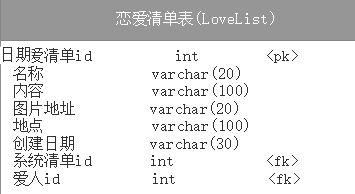 恋爱清单表(LoveList)
日期爱清单id int <pk>
名称 varchar(20)
内容 varchar(100)
图片地址 varchar(20)
地点 varchar(100)
创建日期 varchar(30)
系统清单id int <fk>
爱人id int <fk>